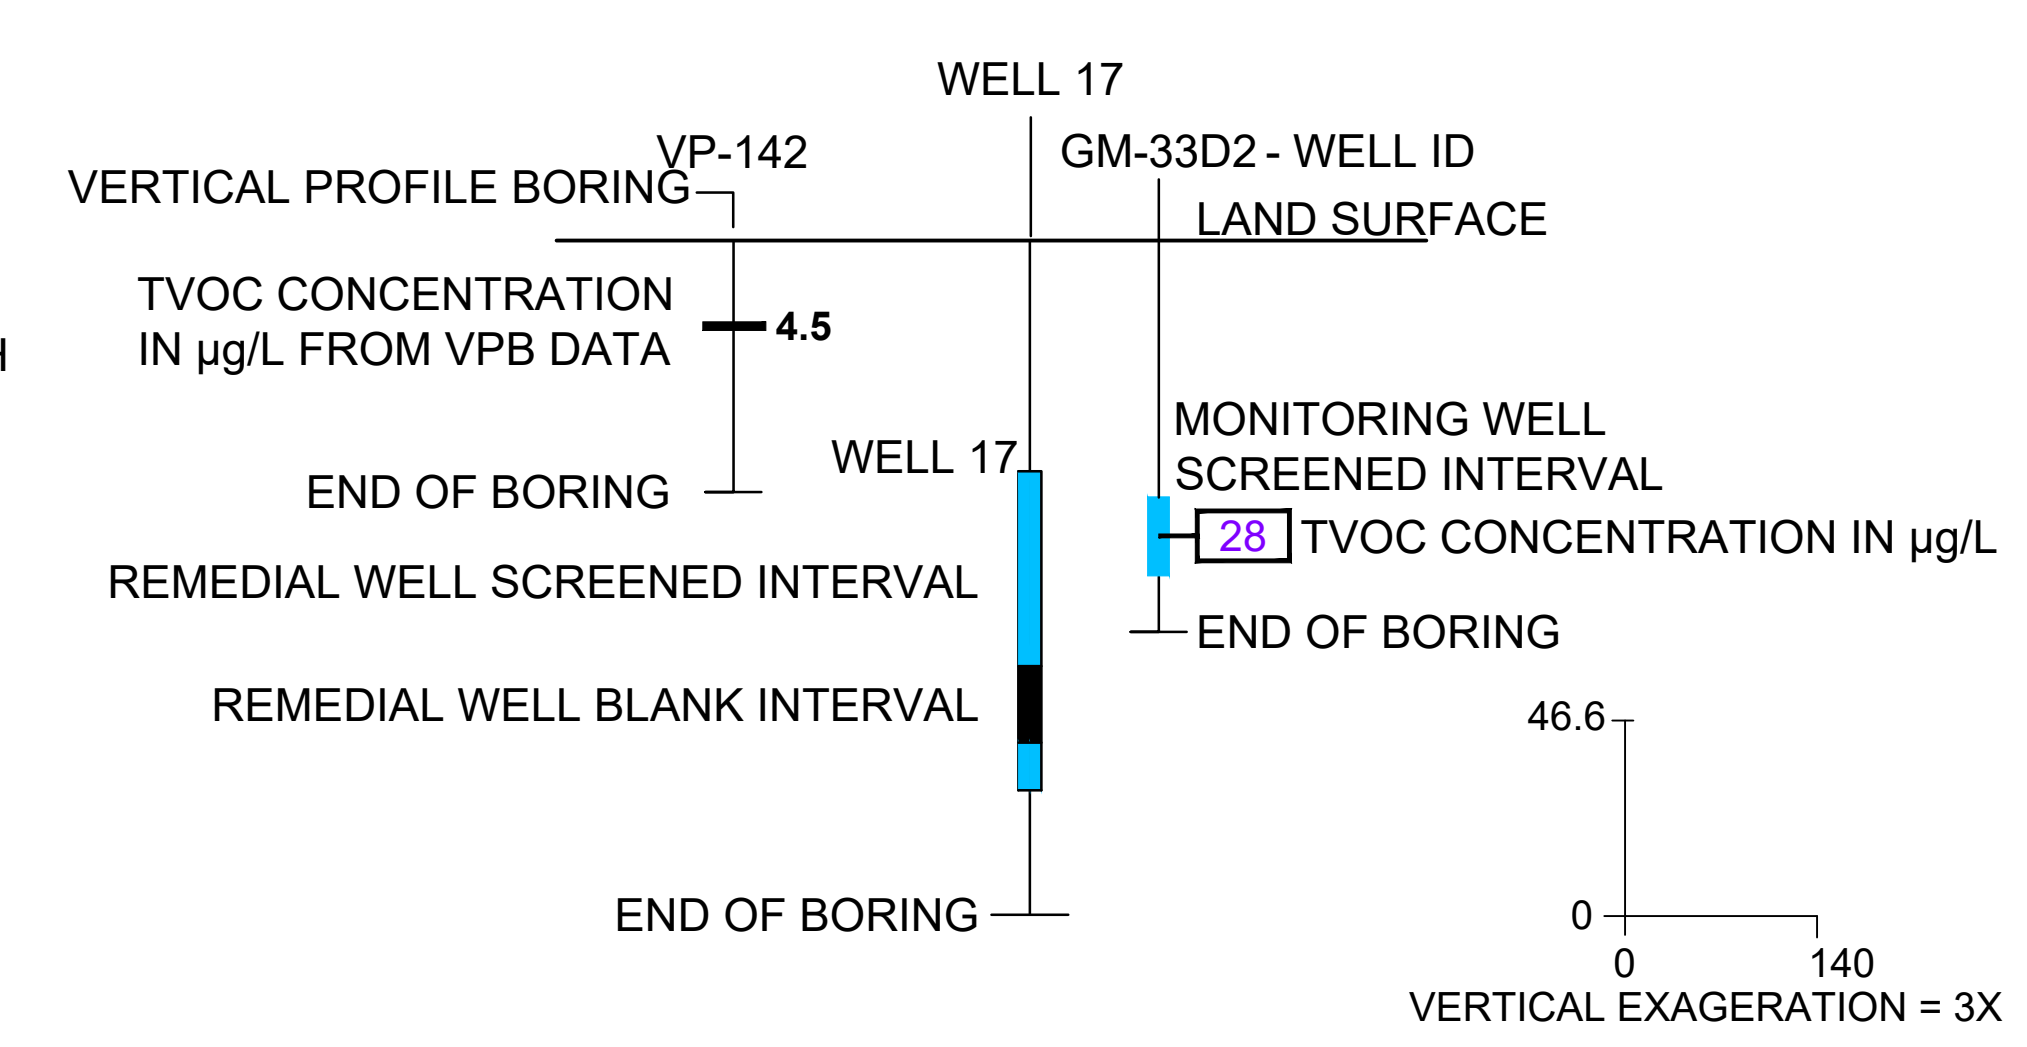 WELL 17
VP-142
GM-33D2 - WELL ID
VERTICAL PROFILE BORING
LAND SURFACE
TVOC CONCENTRATION
IN µg/L FROM VPB DATA
4.5
H
MONITORING WELL
SCREENED INTERVAL
WELL 17
END OF BORING
28 TVOC CONCENTRATION IN µg/L
REMEDIAL WELL SCREENED INTERVAL
END OF BORING
REMEDIAL WELL BLANK INTERVAL
46.6
END OF BORING
0
0 140
VERTICAL EXAGERATION = 3X